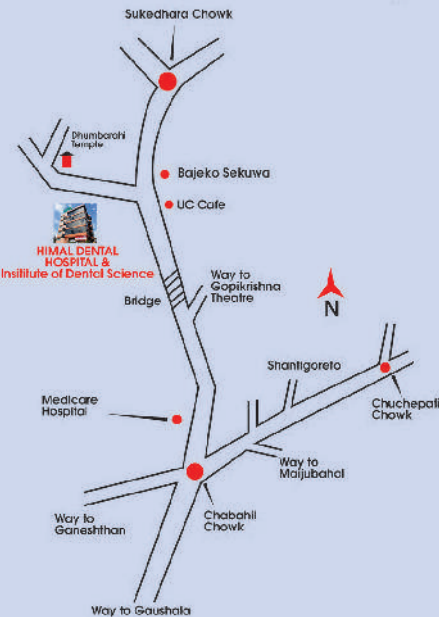 Sukedhara Chowk
Dhumbarahi
Temple
Bajeko Sekuwa
UC Cafe
HIMAL DENTAL
HOSPITAL &
Insititute of Dental Science
Way to
Gopikrishna
Theatre
Bridge
N
Shantigoreto
Chuchepati
Chowk
Medicare
Hospital
Way to
Maijubahal
Way to
Ganeshthan
Chabahil
Chowk
Way to Gaushala